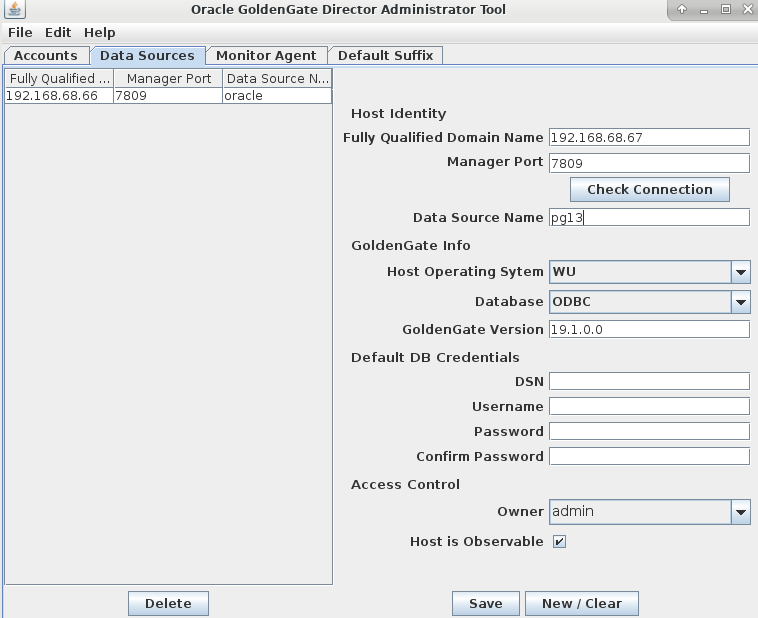 Oracle GoldenGate Director Administrator Tool
File Edit Help
Accounts Data Sources Monitor Agent Default Suffix
Fully Qualified ... Manager Port Data Source N...
192.168.68.66 7809 oracle
Host Identity
Fully Qualified Domain Name 192.168.68.67
Manager Port 7809
Check Connection
Data Source Name pg13
GoldenGate Info
Host Operating Sytem WU
Database ODBC
GoldenGate Version 19.1.0.0
Default DB Credentials
DSN
Username
Password
Confirm Password
Access Control
Owner admin
Host is Observable
Delete Save New / Clear